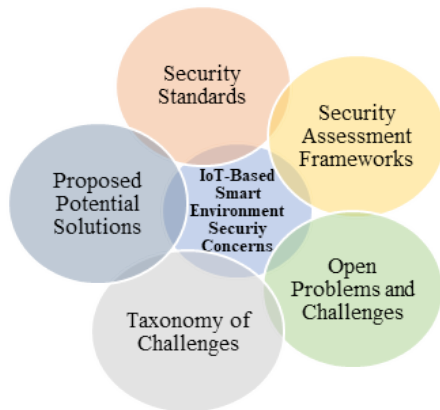 Security
Standards
Security
Assessment
Frameworks
IoT-Based
Smart
Environment
Securiy
Concerns
Proposed
Potential
Solutions
Open
Problems and
Challenges
Taxonomy of
Challenges